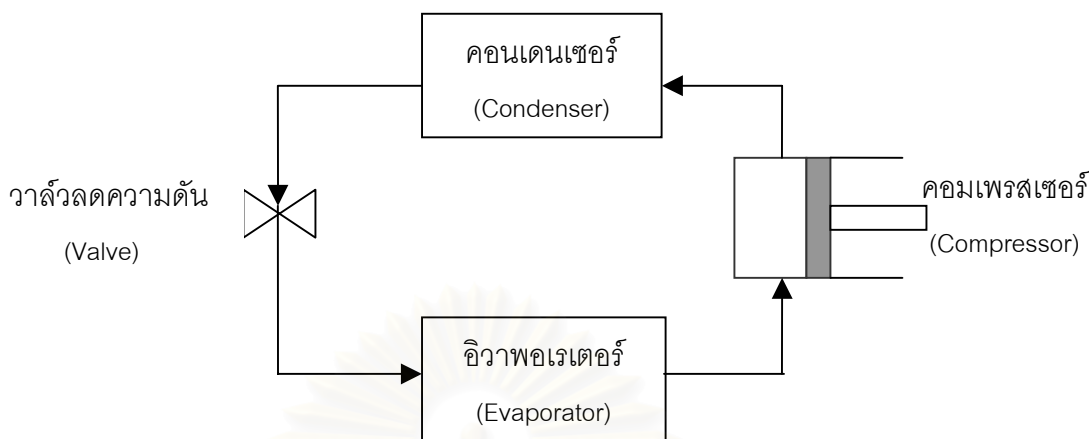 คอนเดนเซอร์
(Condenser)
วาล์วลดความดัน
(Valve)
คอมเพรสเซอร์
(Compressor)
อิวาพอเรเตอร์
(Evaporator)